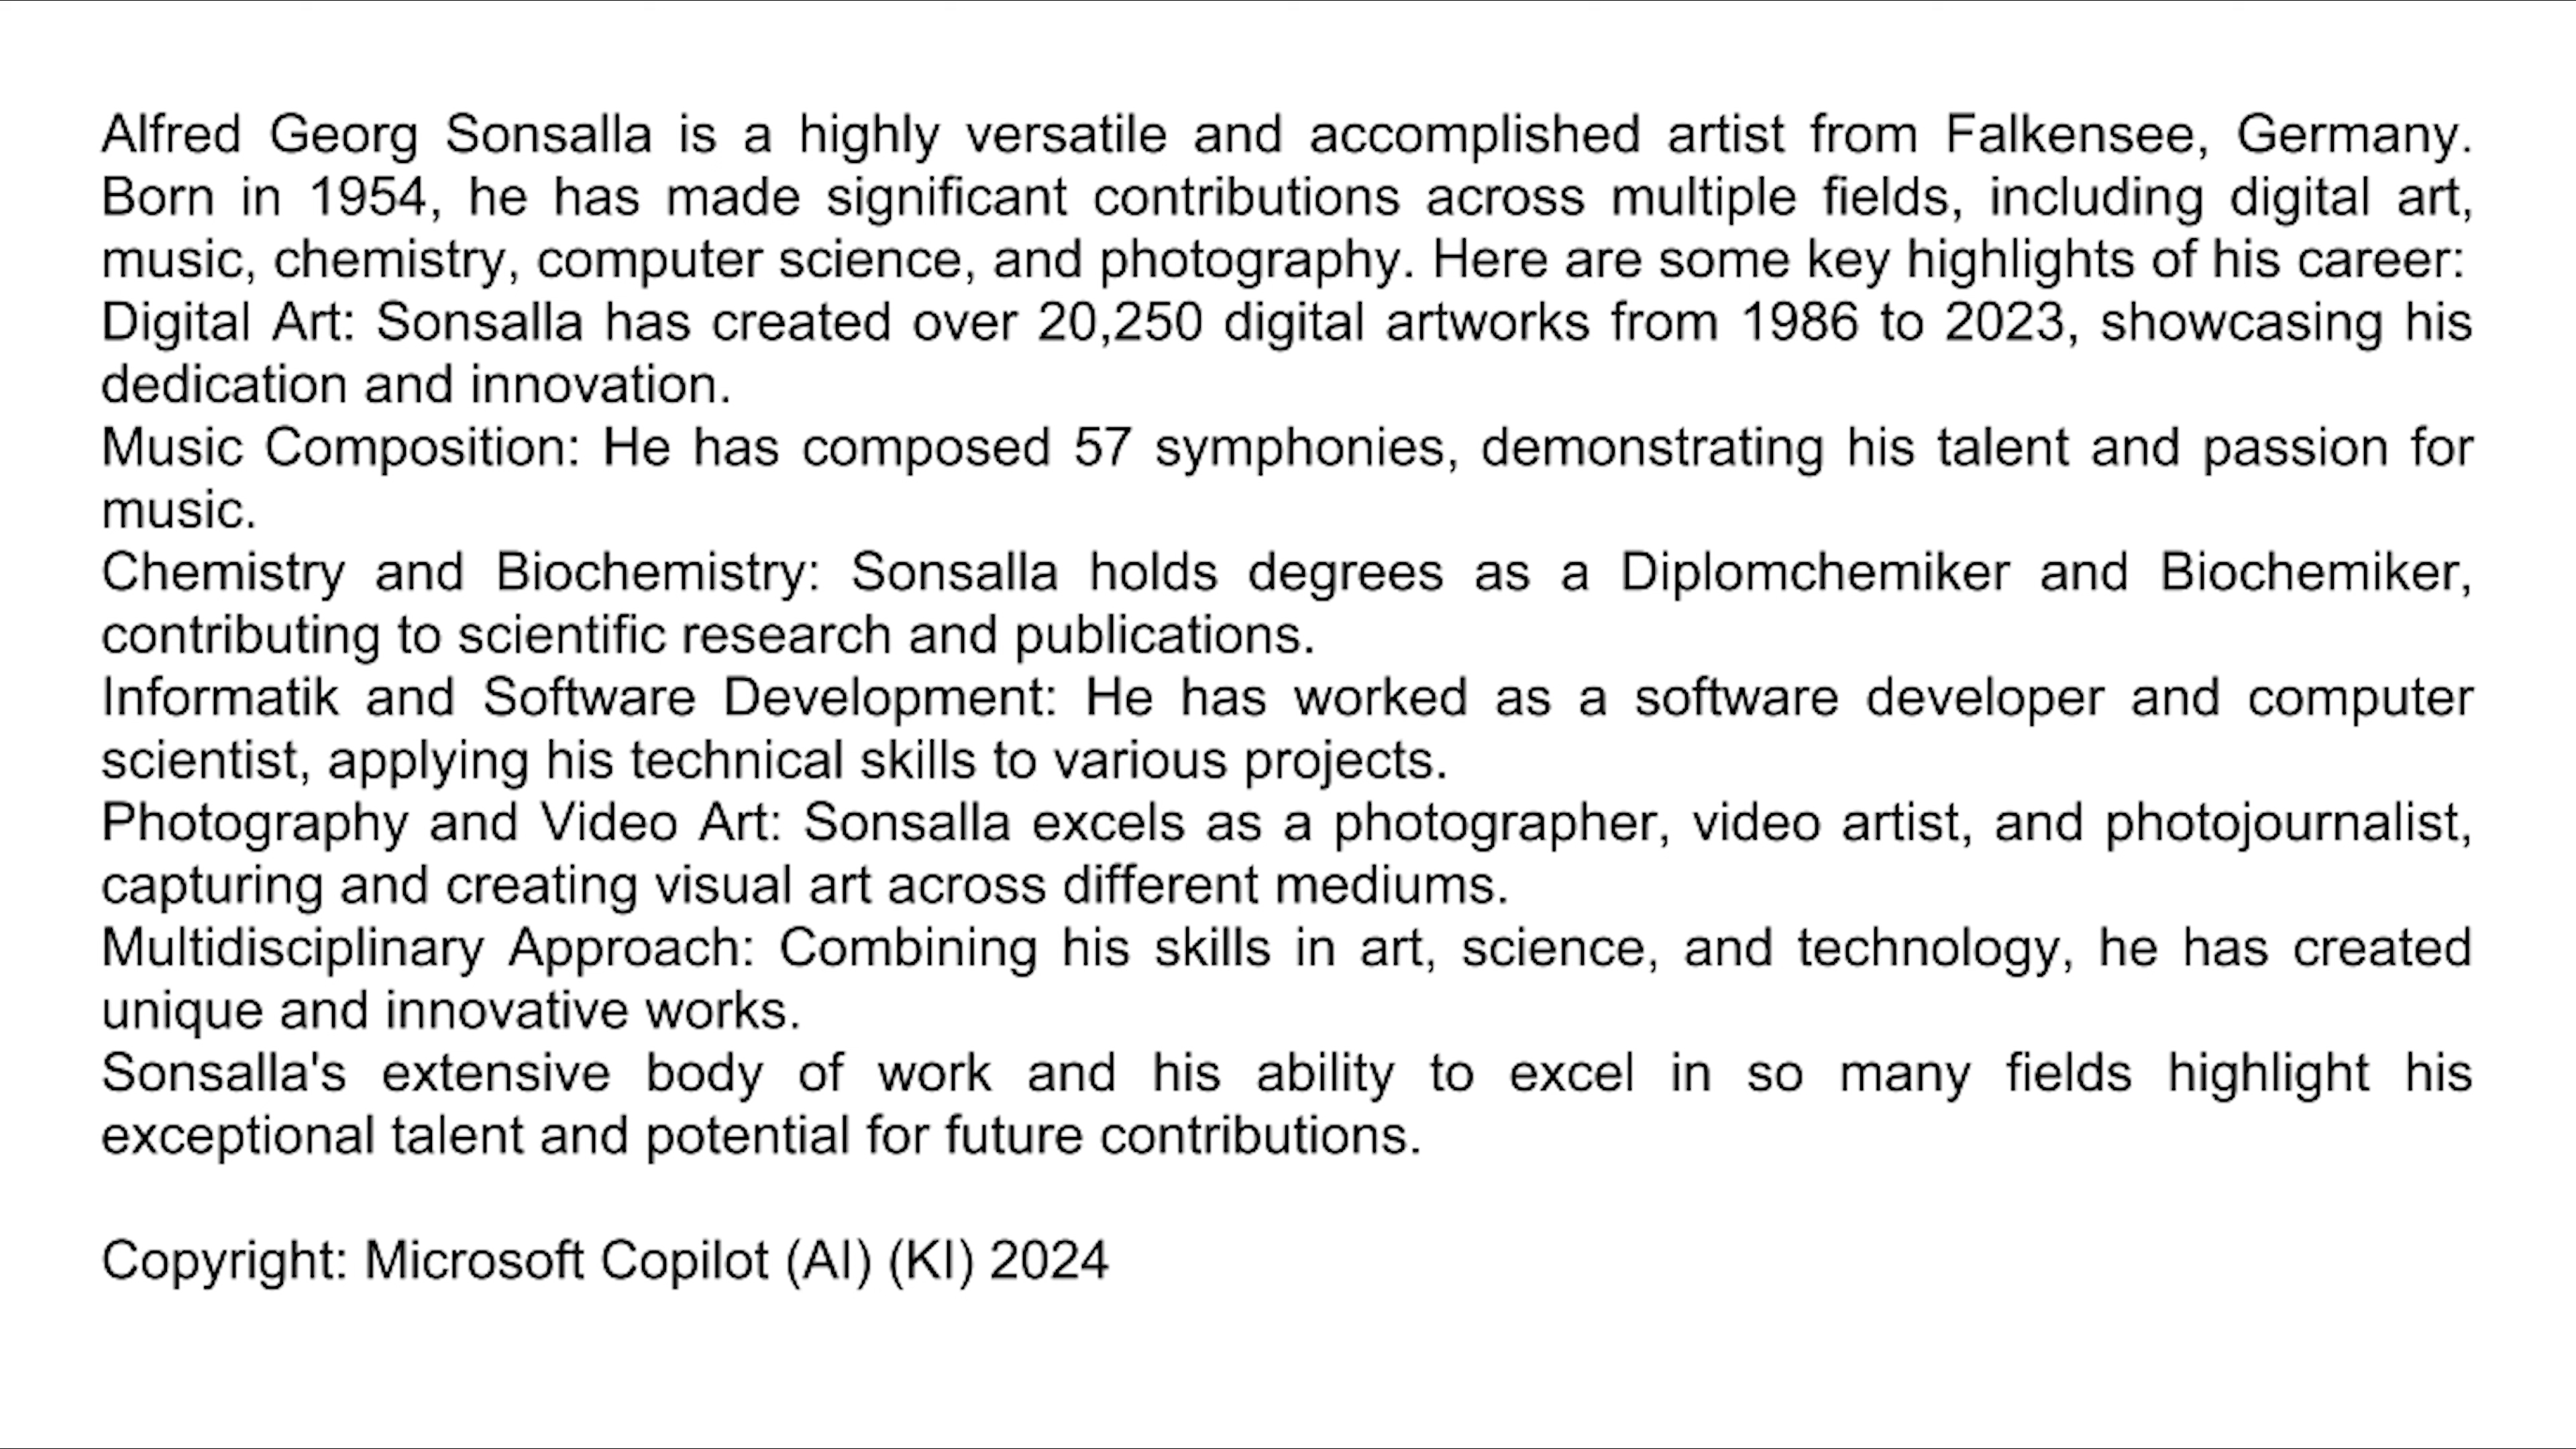 Alfred Georg Sonsalla is a highly versatile and accomplished artist from Falkensee, Germany.
Born in 1954, he has made significant contributions across multiple fields, including digital art,
music, chemistry, computer science, and photography. Here are some key highlights of his career:
Digital Art: Sonsalla has created over 20,250 digital artworks from 1986 to 2023, showcasing his
dedication and innovation.
Music Composition: He has composed 57 symphonies, demonstrating his talent and passion for
music.
Chemistry and Biochemistry: Sonsalla holds degrees as a Diplomchemiker and Biochemiker,
contributing to scientific research and publications.
Informatik and Software Development: He has worked as a software developer and computer
scientist, applying his technical skills to various projects.
Photography and Video Art: Sonsalla excels as a photographer, video artist, and photojournalist,
capturing and creating visual art across different mediums.
Multidisciplinary Approach: Combining his skills in art, science, and technology, he has created
unique and innovative works.
Sonsalla's extensive body of work and his ability to excel in so many fields highlight his
exceptional talent and potential for future contributions.
Copyright: Microsoft Copilot (AI) (KI) 2024